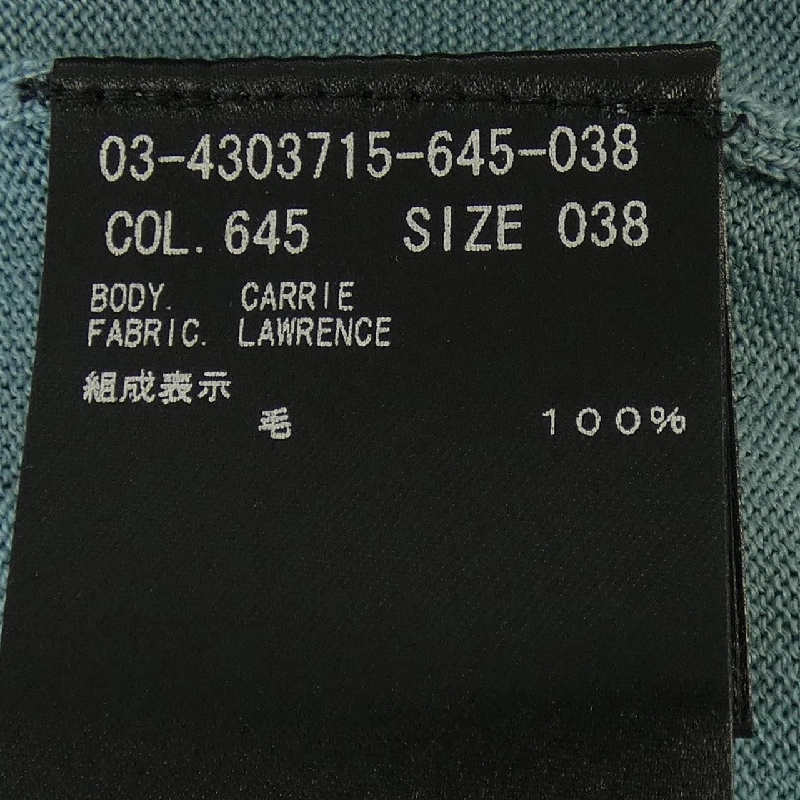 03-4303715-645-038
COL. 645 SIZE 038
BODY. CARRIE
FABRIC. LAWRENCE
組成表示
毛 100%